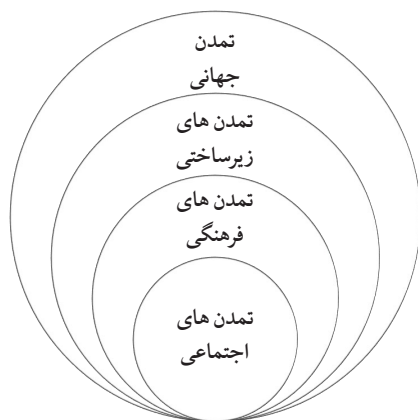 تمدن
جهانی
تمدن های
زیرساختی
تمدن های
فرهنگی
تمدن های
اجتماعی